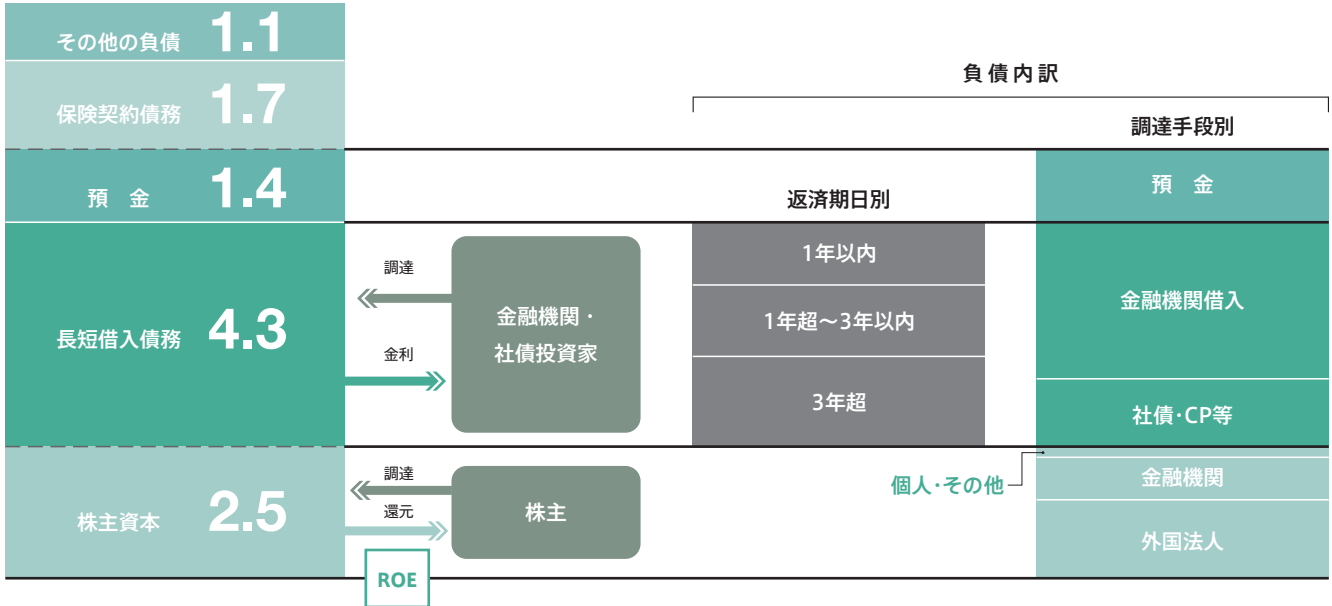 その他の負債 1.1
保険契約債務 1.7
預 金 1.4
長短借入債務 4.3
株主資本 2.5
調達
金利
金融機関・
社債投資家
調達
還元
株主
ROE
負債内訳
返済期日別
1年以内
1年超～3年以内
3年超
調達手段別
預 金
金融機関借入
社債・CP等
個人・その他
金融機関
外国法人